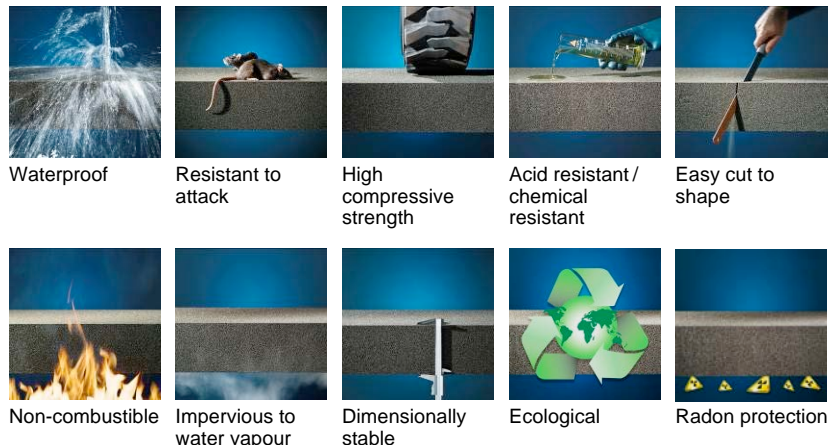 Waterproof
Resistant to
attack
High
compressive
strength
Acid resistant / 
chemical
resistant
Easy cut to
shape
Non-combustible
Impervious to
water vapour
Dimensionally
stable
Ecological
Radon protection